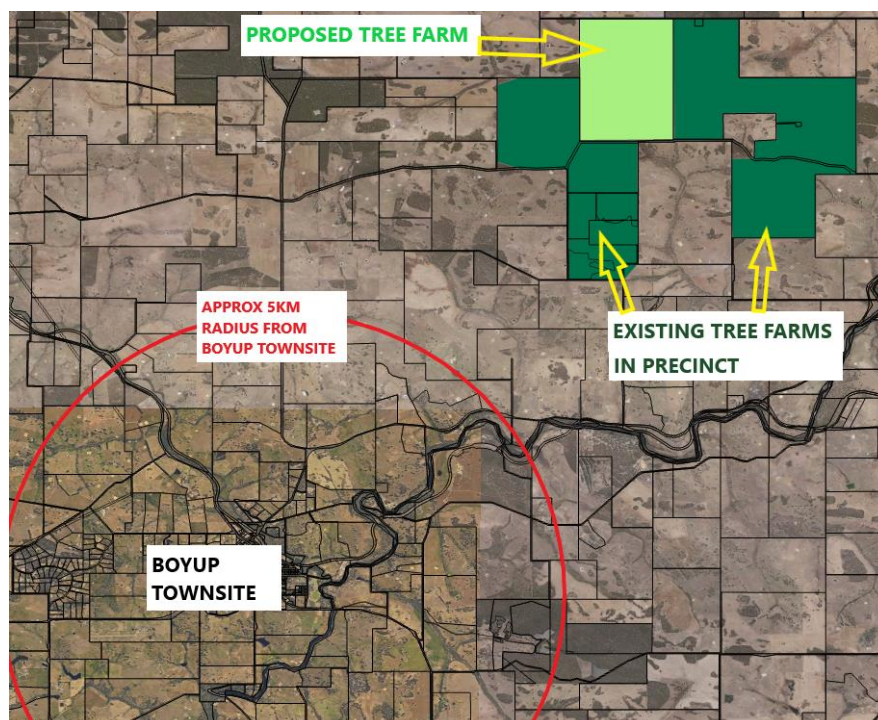 PROPOSED TREE FARM
APPROX 5KM
RADIUS FROM
BOYUP TOWNSITE
EXISTING TREE FARMS
IN PRECINCT
BOYUP
TOWNSITE